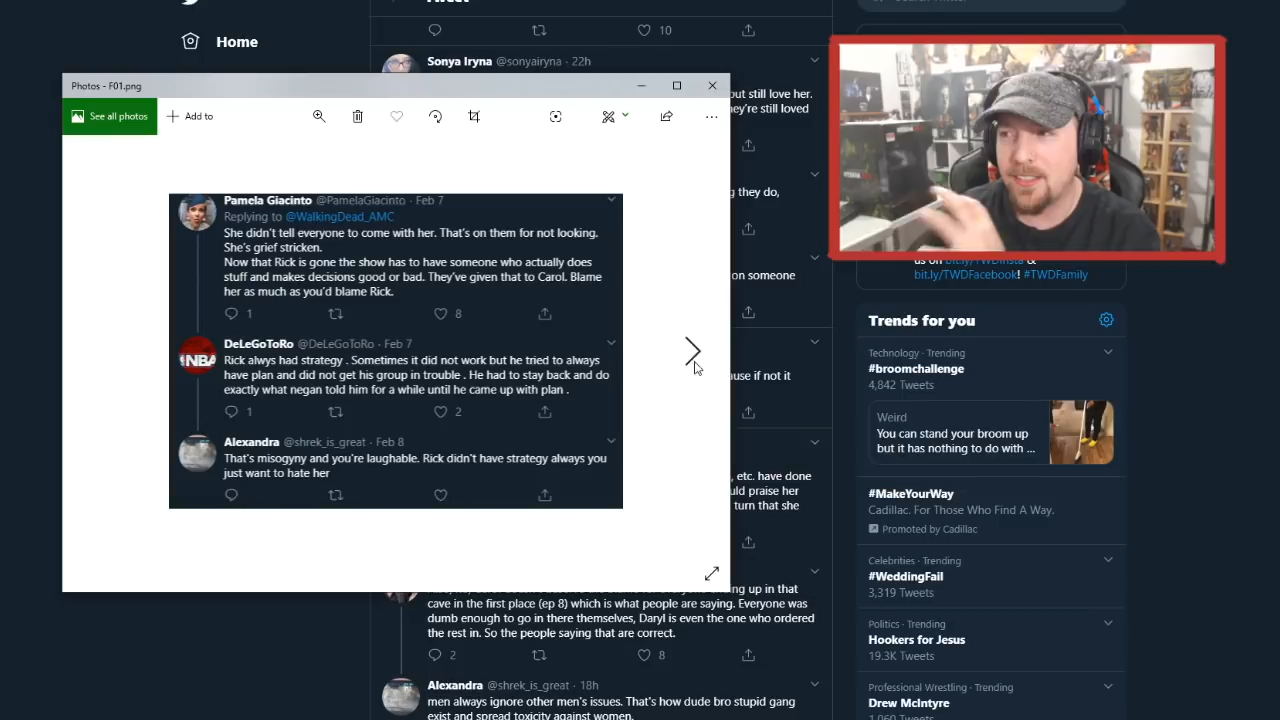 Tweet
Home
10
Sonya Iryna @sonyairyna · 22h
but still love her.
they're still loved
Photos - F01.png
See all photos
Add to
Pamela Giacinto @PamelaGiacinto · Feb 7
Replying to @WalkingDead_AMC
She didn't tell everyone to come with her. That's on them for not looking.
She's grief stricken.
Now that Rick is gone the show has to have someone who actually does
stuff and makes decisions good or bad. They've given that to Carol. Blame
her as much as you'd blame Rick.
1
8
DeLeGoToRo @DeLeGoToRo · Feb 7
NBA
Rick alwys had strategy . Sometimes it did not work but he tried to always
have plan and did not get his group in trouble . He had to stay back and do
exactly what negan told him for a while until he came up with plan .
1
2
Alexandra @shrek_is_great · Feb 8
That's misogyny and you're laughable. Rick didn't have strategy always you
just want to hate her
they do,
on someone
if not it
etc. have done
praise her
turn that she
up in that
cave in the first place (ep 8) which is what people are saying. Everyone was
dumb enough to go in there themselves, Daryl is even the one who ordered
the rest in. So the people saying that are correct.
2
8
Alexandra @shrek_is_great · 18h
men always ignore other men's issues. That's how dude bro stupid gang
exist and spread toxicity against women.
us on bit.ly/TWDInsta &
bit.ly/TWDFacebook! #TWDFamily
Trends for you
Technology · Trending
#broomchallenge
4,842 Tweets
Weird
You can stand your broom up
but it has nothing to do with ...
#MakeYourWay
Cadillac. For Those Who Find A Way.
Promoted by Cadillac
Celebrities · Trending
#WeddingFail
3,319 Tweets
Politics · Trending
Hookers for Jesus
19.3K Tweets
Professional Wrestling · Trending
Drew McIntyre
1,060 Tweets